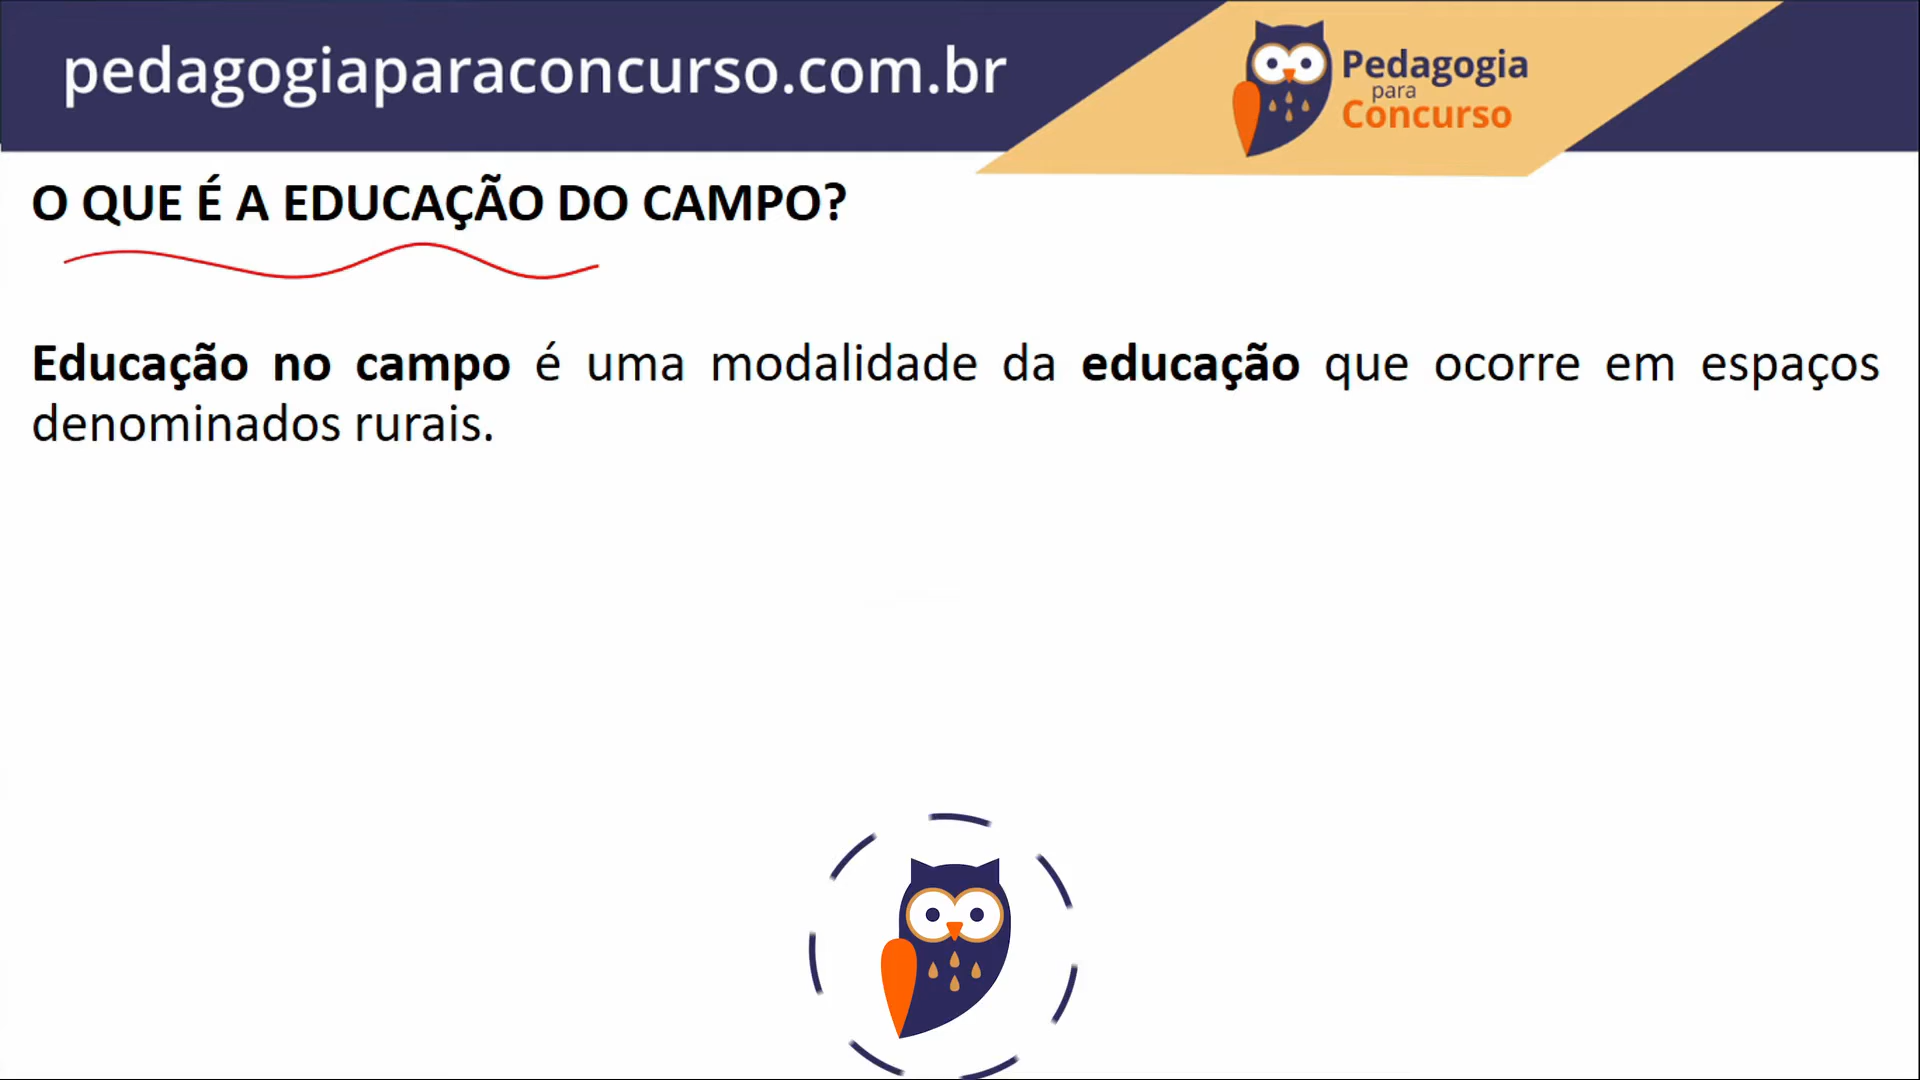 pedagogiaparaconcurso.com.br
Pedagogia
para
Concurso
O QUE É A EDUCAÇÃO DO CAMPO?
Educação no campo é uma modalidade da educação que ocorre em espaços
denominados rurais.